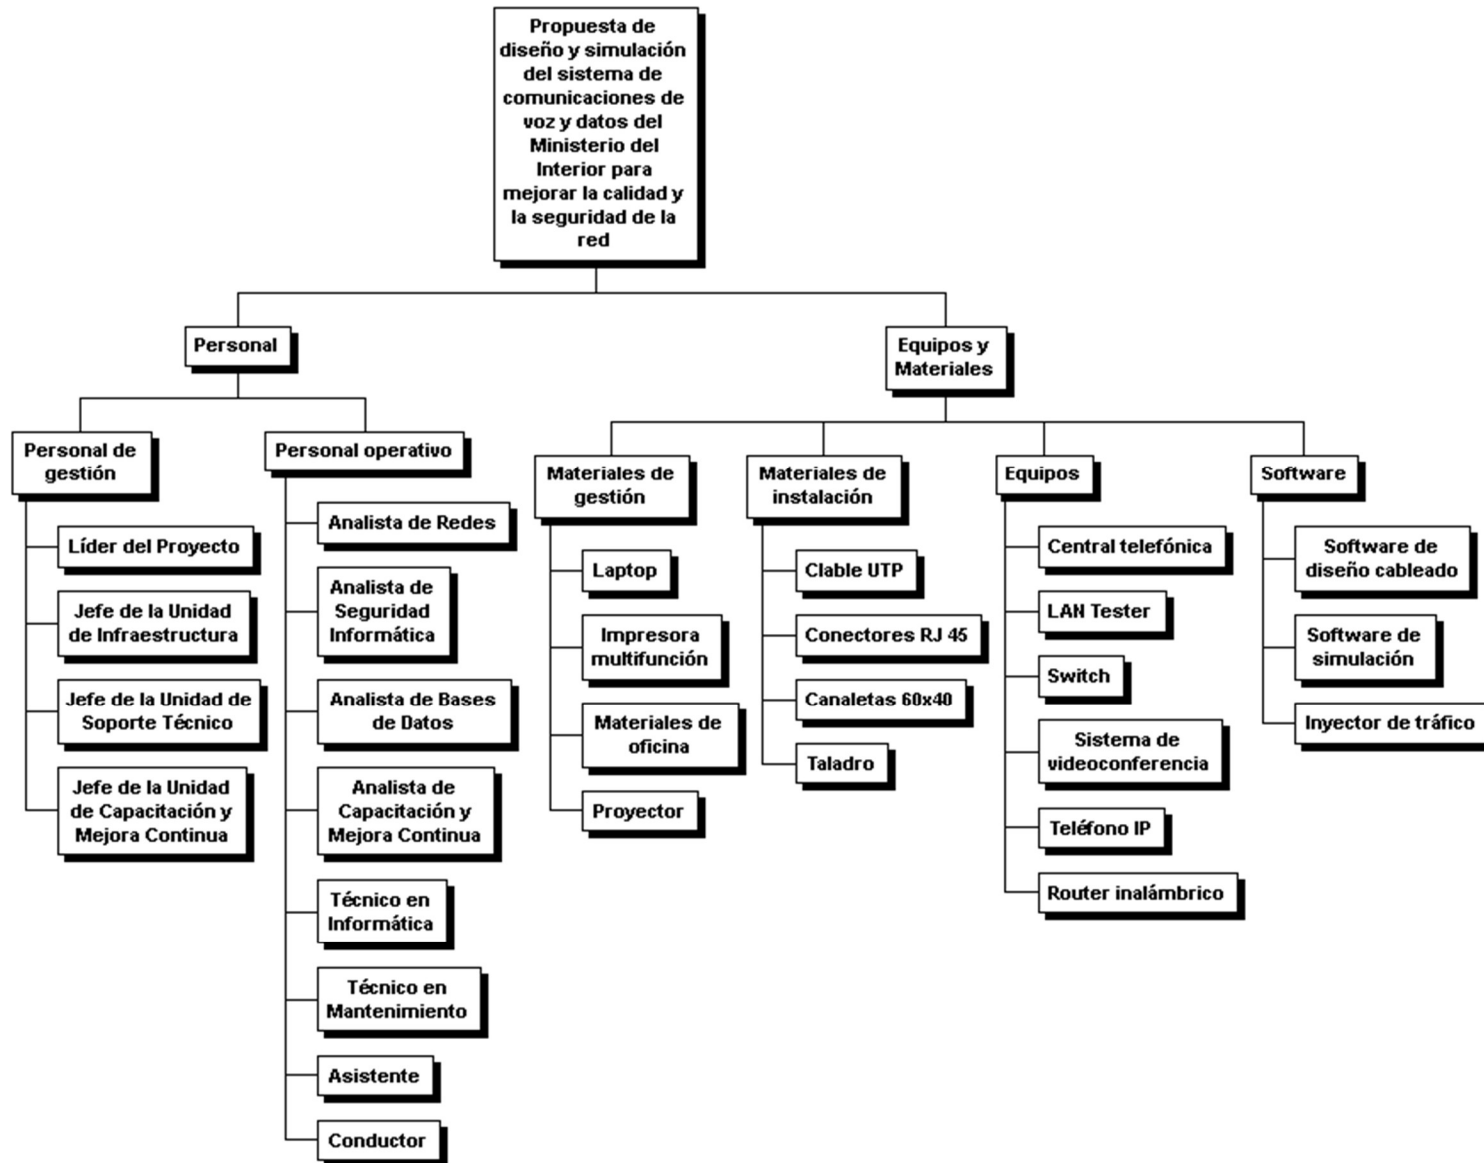 Propuesta de
diseño y simulación
del sistema de
comunicaciones de
voz y datos del
Ministerio del
Interior para
mejorar la calidad y
la seguridad de la
red
Personal
Personal de
gestión
Líder del Proyecto
Jefe de la Unidad
de Infraestructura
Jefe de la Unidad de
Soporte Técnico
Jefe de la Unidad
de Capacitación y
Mejora Continua
Personal operativo
Analista de Redes
Analista de
Seguridad
Informática
Analista de Bases
de Datos
Analista de
Capacitación y
Mejora Continua
Técnico en
Informática
Técnico en
Mantenimiento
Asistente
Conductor
Equipos y
Materiales
Materiales de
gestión
Laptop
Impresora
multifunción
Materiales de
oficina
Proyector
Materiales de
instalación
Clable UTP
Conectores RJ 45
Canaletas 60x40
Taladro
Equipos
Central telefónica
LAN Tester
Switch
Sistema de
videoconferencia
Teléfono IP
Router inalámbrico
Software
Software de
diseño cableado
Software de
simulación
Inyector de tráfico